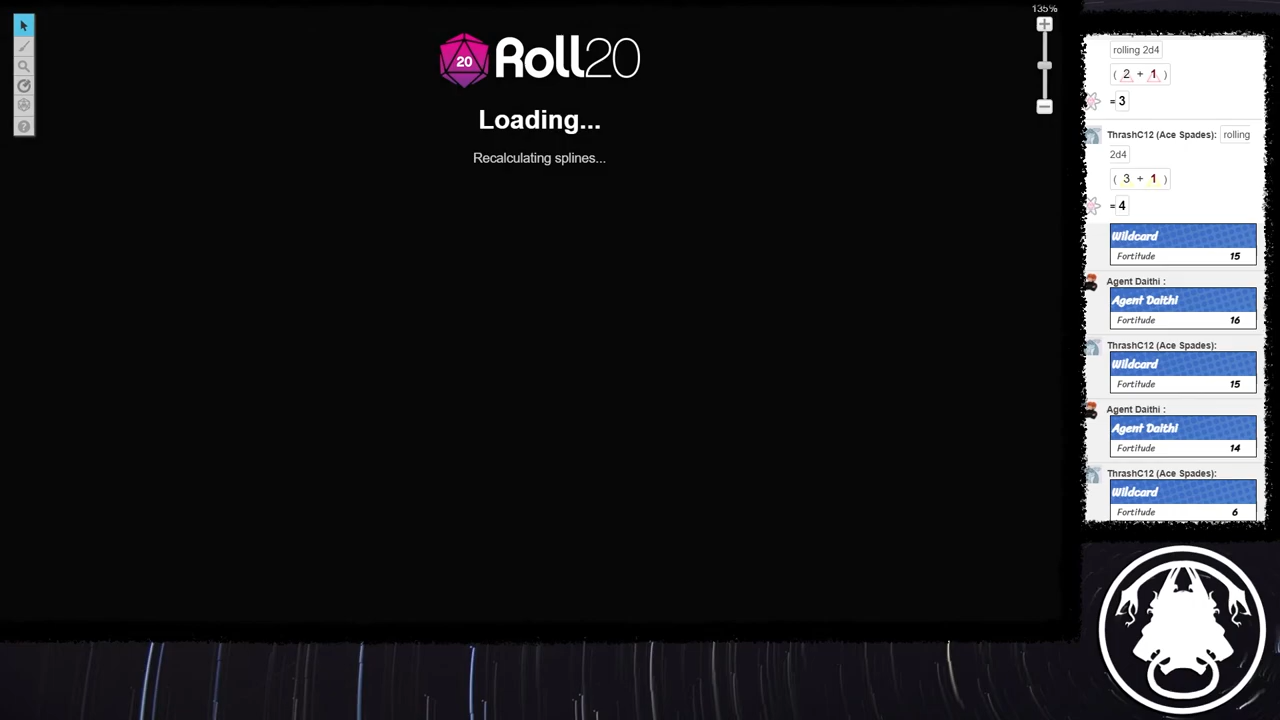 135%
20 Roll20
Loading...
Recalculating splines...
rolling 2d4
( 2 + 1 )
= 3
ThrashC12 (Ace Spades): rolling
2d4
( 3 + 1 )
= 4
Wildcard
Fortitude 15
Agent Daithi :
Agent Daithi
Fortitude 16
ThrashC12 (Ace Spades):
Wildcard
Fortitude 15
Agent Daithi :
Agent Daithi
Fortitude 14
ThrashC12 (Ace Spades):
Wildcard
Fortitude 6